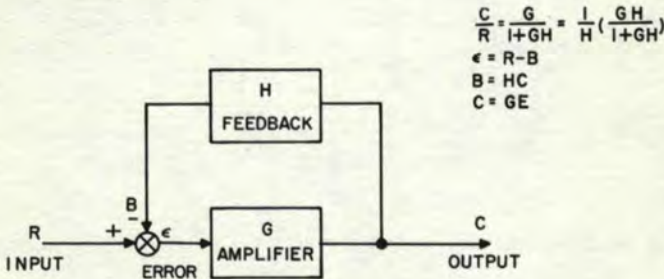 C/R = G/1+GH = 1/H (GH/1+GH)
ϵ = R-B
B = HC
C = GE
H
FEEDBACK
B
-
R
+
ϵ
G
AMPLIFIER
C
INPUT
ERROR
OUTPUT